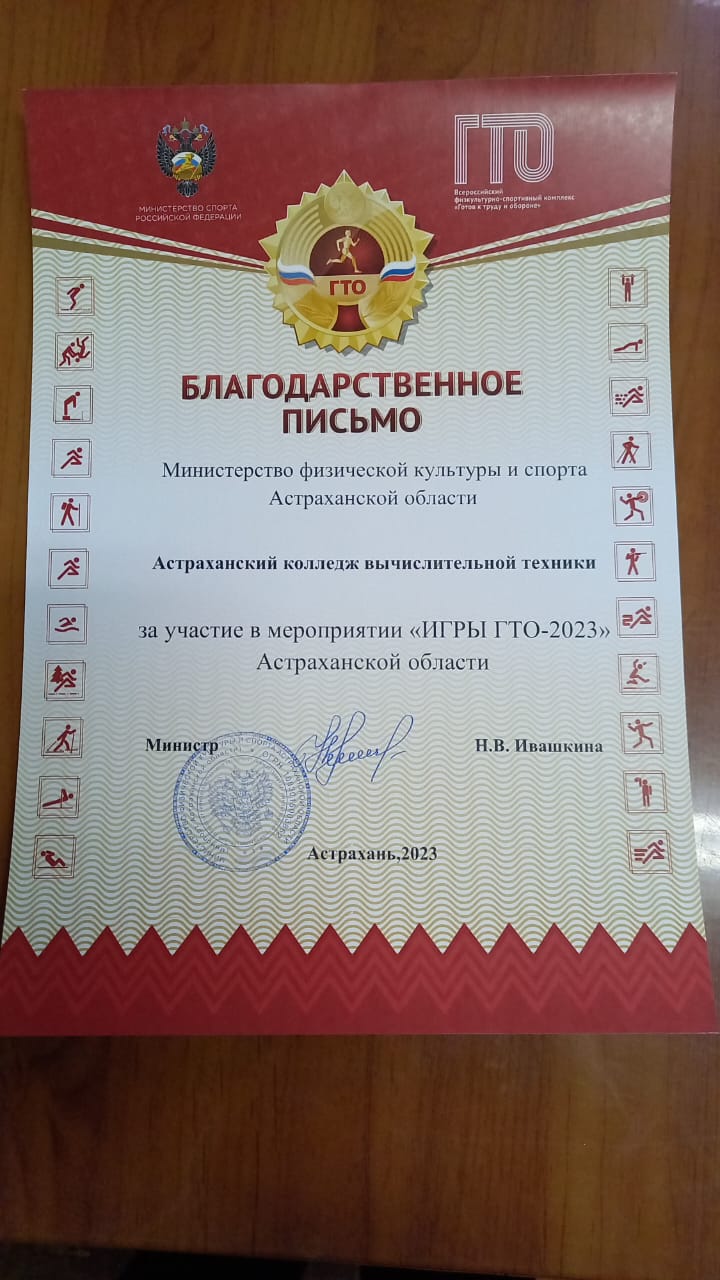 МИНИСТЕРСТВО СПОРТА
РОССИЙСКОЙ ФЕДЕРАЦИИ
ГТО
Всероссийский
физкультурно-спортивный комплекс
«Готов к труду и обороне»
ГТО
БЛАГОДАРСТВЕННОЕ
ПИСЬМО
Министерство физической культуры и спорта
Астраханской области
Астраханский колледж вычислительной техники
за участие в мероприятии «ИГРЫ ГТО-2023»
Астраханской области
Министр
Н.В. Ивашкина
Астрахань,2023